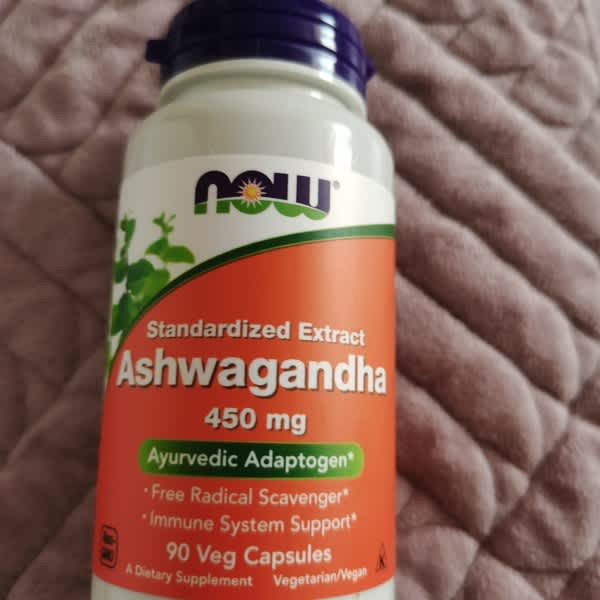 NOW®
Standardized Extract
Ashwagandha
450 mg
Ayurvedic Adaptogen*
· Free Radical Scavenger*
· Immune System Support*
90 Veg Capsules
A Dietary Supplement Vegetarian/Vegan